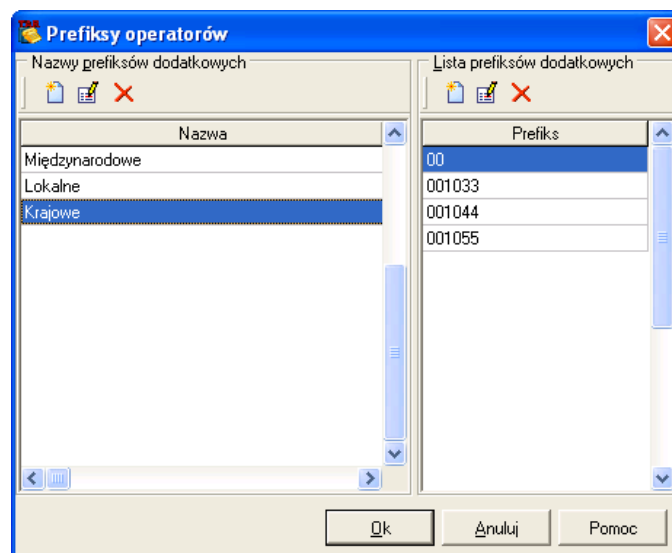 Prefiksy operatorów
Nazwy prefiksów dodatkowych
Nazwa
Międzynarodowe
Lokalne
Krajowe
Lista prefiksów dodatkowych
Prefiks
00
001033
001044
001055
Ok
Anuluj
Pomoc